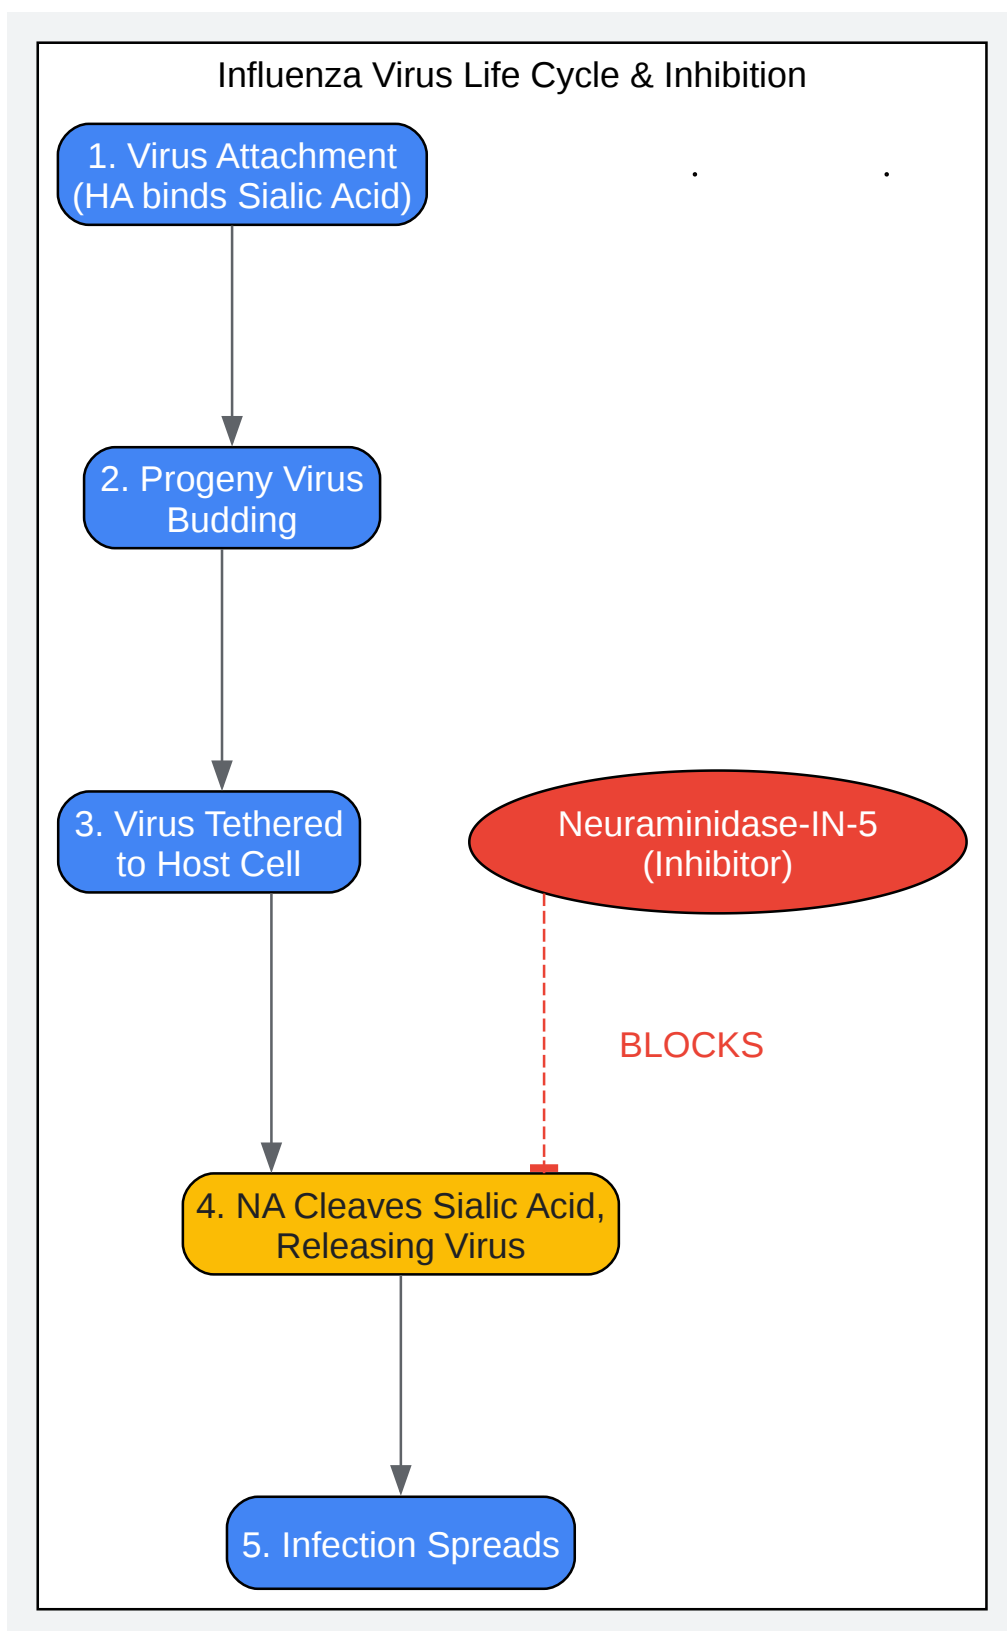 Influenza Virus Life Cycle & Inhibition
1. Virus Attachment
(HA binds Sialic Acid)
2. Progeny Virus
Budding
3. Virus Tethered
to Host Cell
Neuraminidase-IN-5
(Inhibitor)
BLOCKS
4. NA Cleaves Sialic Acid,
Releasing Virus
5. Infection Spreads